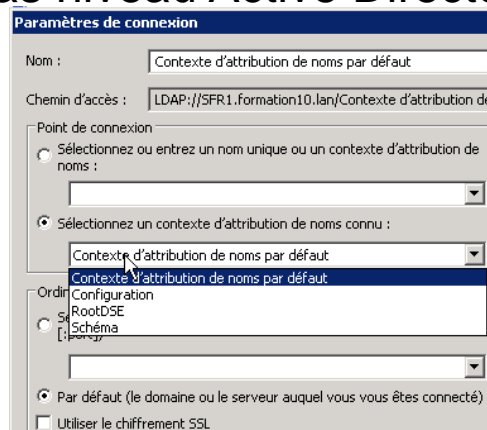 niveau Active Directo
Paramètres de connexion
Nom : Contexte d'attribution de noms par défaut
Chemin d'accès : LDAP://SFR1.formation10.lan/Contexte d'attribution de
Point de connexion
Sélectionnez ou entrez un nom unique ou un contexte d'attribution de
noms :
Sélectionnez un contexte d'attribution de noms connu :
Contexte d'attribution de noms par défaut
Contexte d'attribution de noms par défaut
Configuration
RootDSE
Schéma
Par défaut (le domaine ou le serveur auquel vous vous êtes connecté)
Utiliser le chiffrement SSL